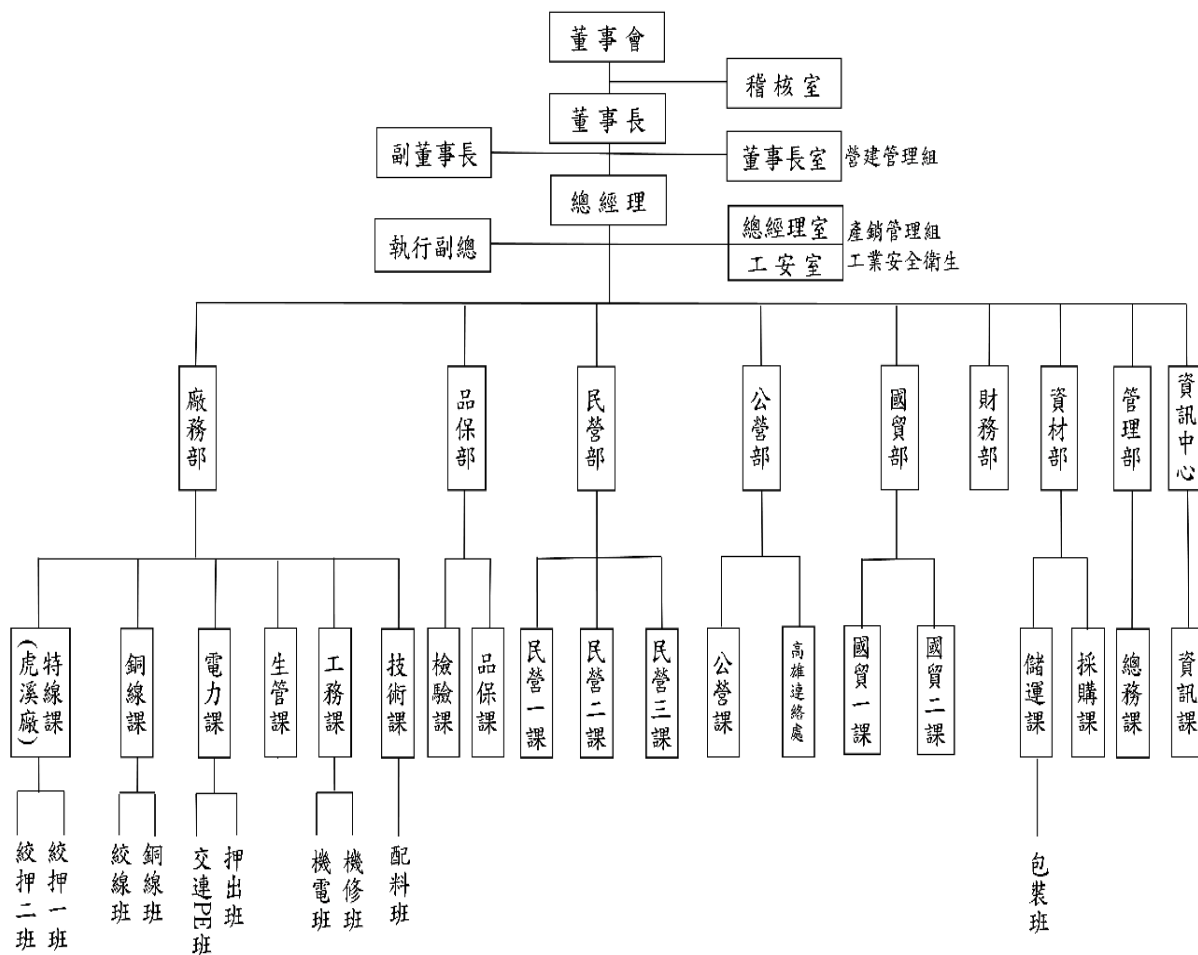 董事會
稽核室
董事長
副董事長
董事長室
營建管理組
總經理
執行副總
總經理室
產銷管理組
工安室
工業安全衛生
廠務部
品保部
民營部
公營部
國貿部
財務部
資材部
管理部
資訊中心
特線課
(虎溪廠)
銅線課
電力課
生管課
工務課
技術課
檢驗課
品保課
民營一課
民營二課
民營三課
公營課
高雄連絡處
國貿一課
國貿二課
儲運課
採購課
總務課
資訊課
絞押二班
絞押一班
絞線班
銅線班
交連PE班
押出班
機電班
機修班
配料班
包裝班